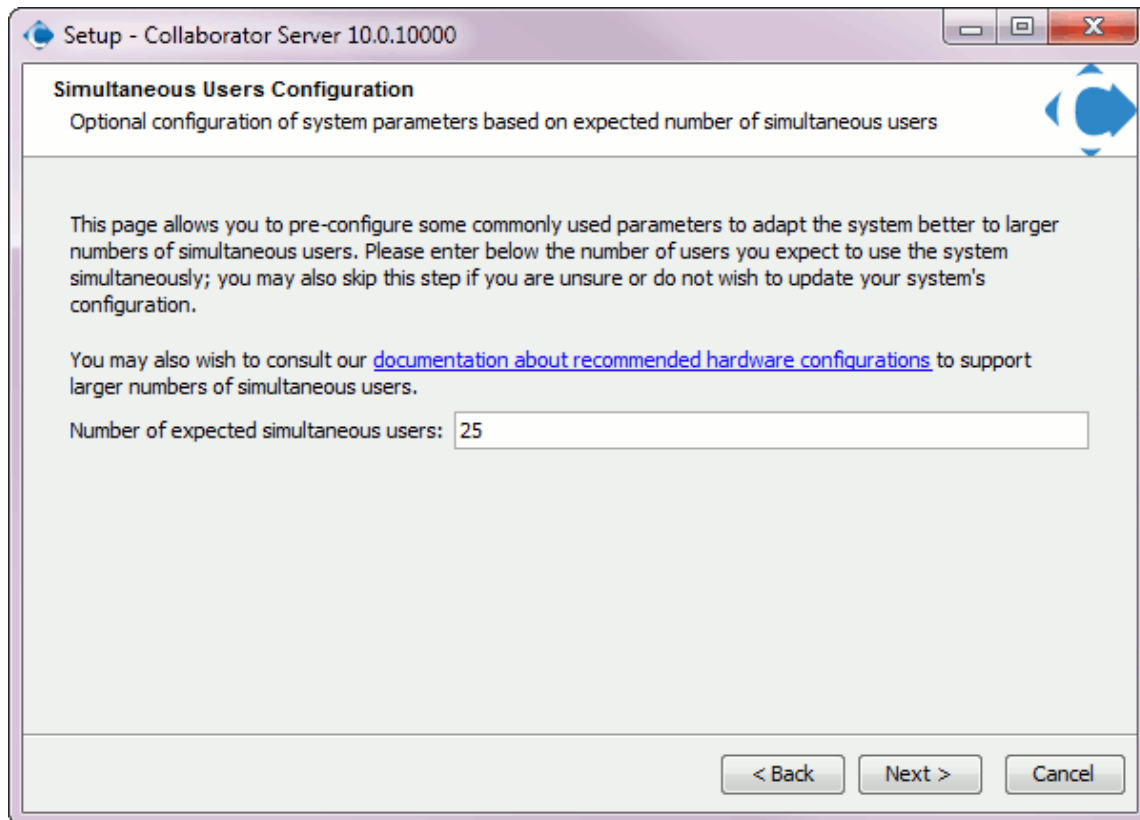 Setup - Collaborator Server 10.0.10000
Simultaneous Users Configuration
Optional configuration of system parameters based on expected number of simultaneous users
This page allows you to pre-configure some commonly used parameters to adapt the system better to larger
numbers of simultaneous users. Please enter below the number of users you expect to use the system
simultaneously; you may also skip this step if you are unsure or do not wish to update your system's
configuration.
You may also wish to consult our documentation about recommended hardware configurations to support
larger numbers of simultaneous users.
Number of expected simultaneous users: 25
< Back Next > Cancel